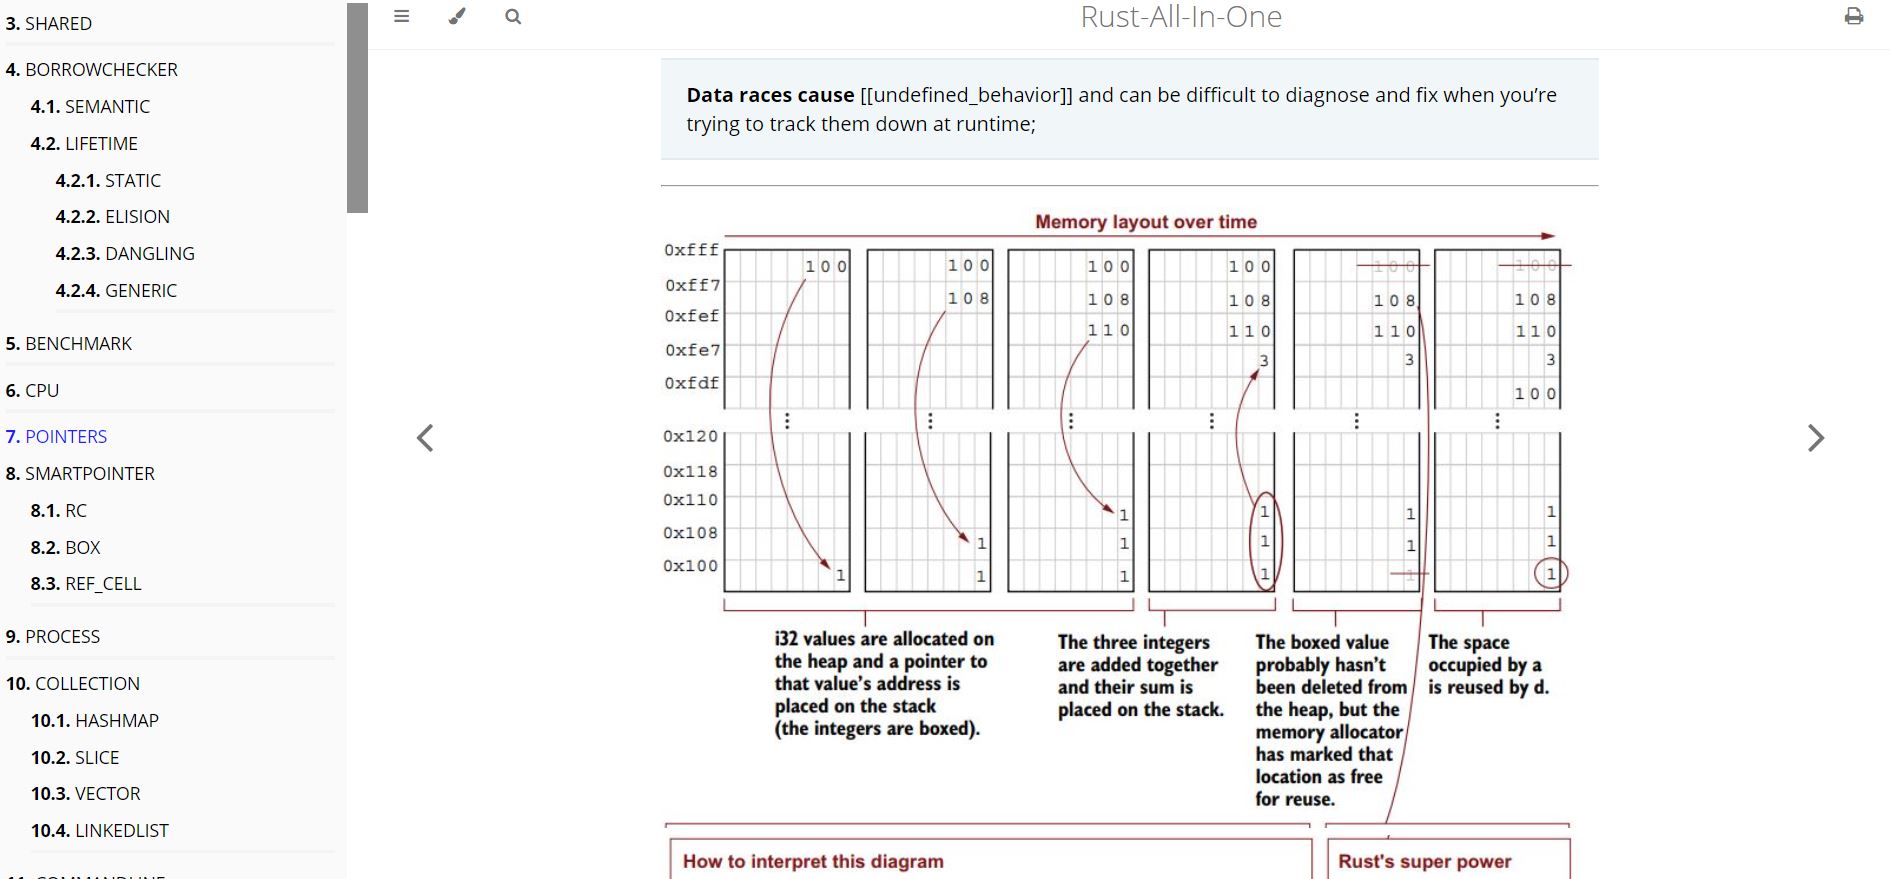 3. SHARED
4. BORROWCHECKER
4.1. SEMANTIC
4.2. LIFETIME
4.2.1. STATIC
4.2.2. ELISION
4.2.3. DANGLING
4.2.4. GENERIC
5. BENCHMARK
6. CPU
7. POINTERS
8. SMARTPOINTER
8.1. RC
8.2. BOX
8.3. REF_CELL
9. PROCESS
10. COLLECTION
10.1. HASHMAP
10.2. SLICE
10.3. VECTOR
10.4. LINKEDLIST
Rust-All-In-One
Data races cause [[undefined_behavior]] and can be difficult to diagnose and fix when you’re
trying to track them down at runtime;
Memory layout over time
0xfff
100 100 100 100 100 100
0xff7
108 108 108 108 108
0xfef
110 110 110 110
0xfe7
3 3 3
0xfdf
100
0x120
0x118
0x110
1 1 1 1
0x108
1 1 1 1 1
0x100
1 1 1 1 1 1
i32 values are allocated on
the heap and a pointer to
that value's address is
placed on the stack
(the integers are boxed).
The three integers
are added together
and their sum is
placed on the stack.
The boxed value
probably hasn't
been deleted from
the heap, but the
memory allocator
has marked that
location as free
for reuse.
The space
occupied by a
is reused by d.
How to interpret this diagram
Rust's super power